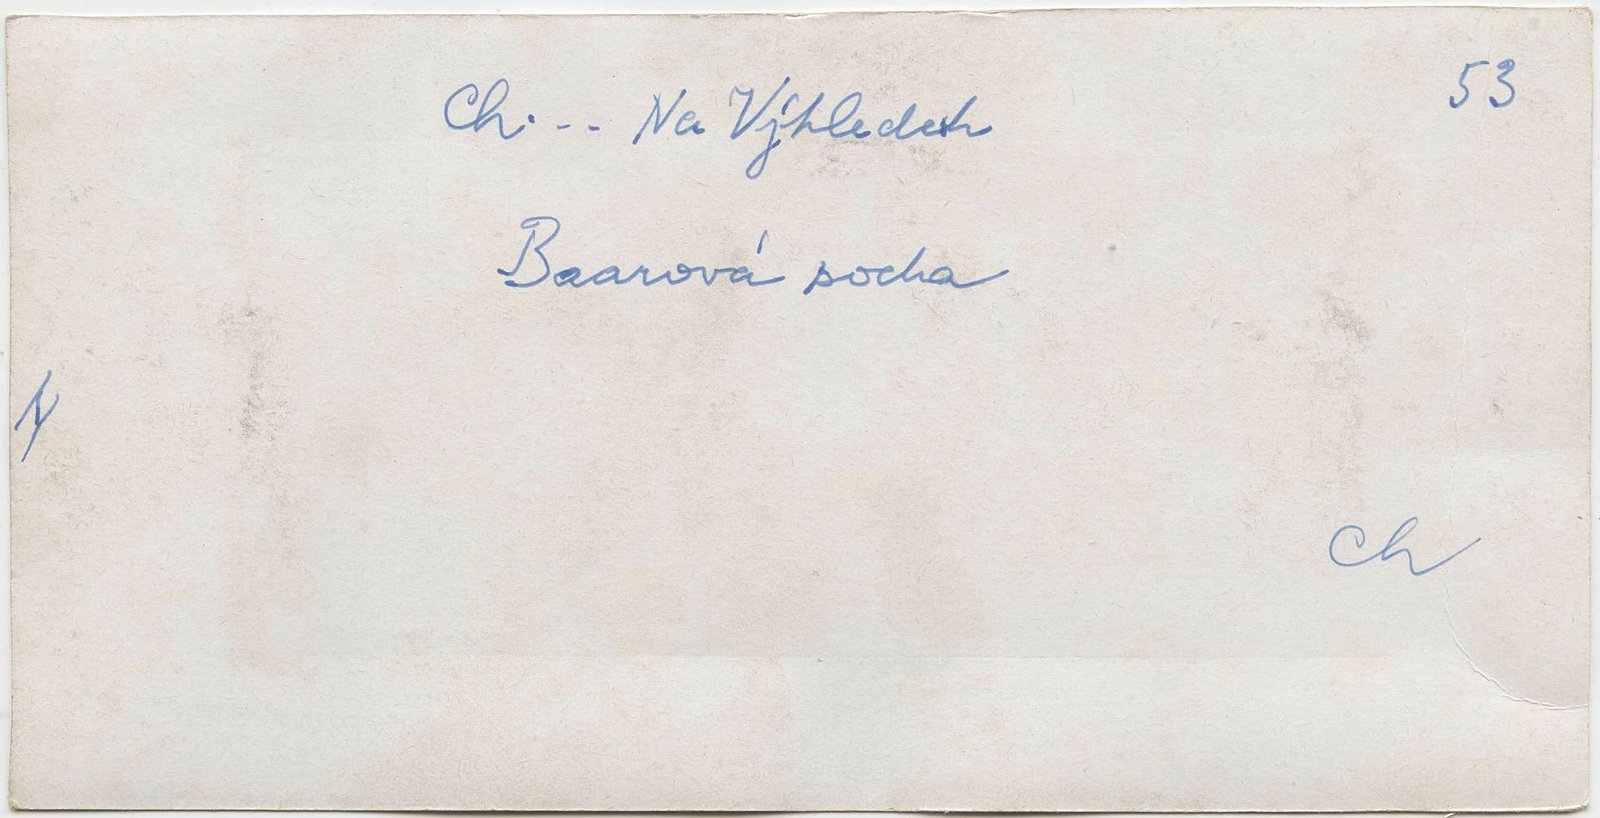 53
Ch. -- Na Výhledech
Baarová socha
Ch